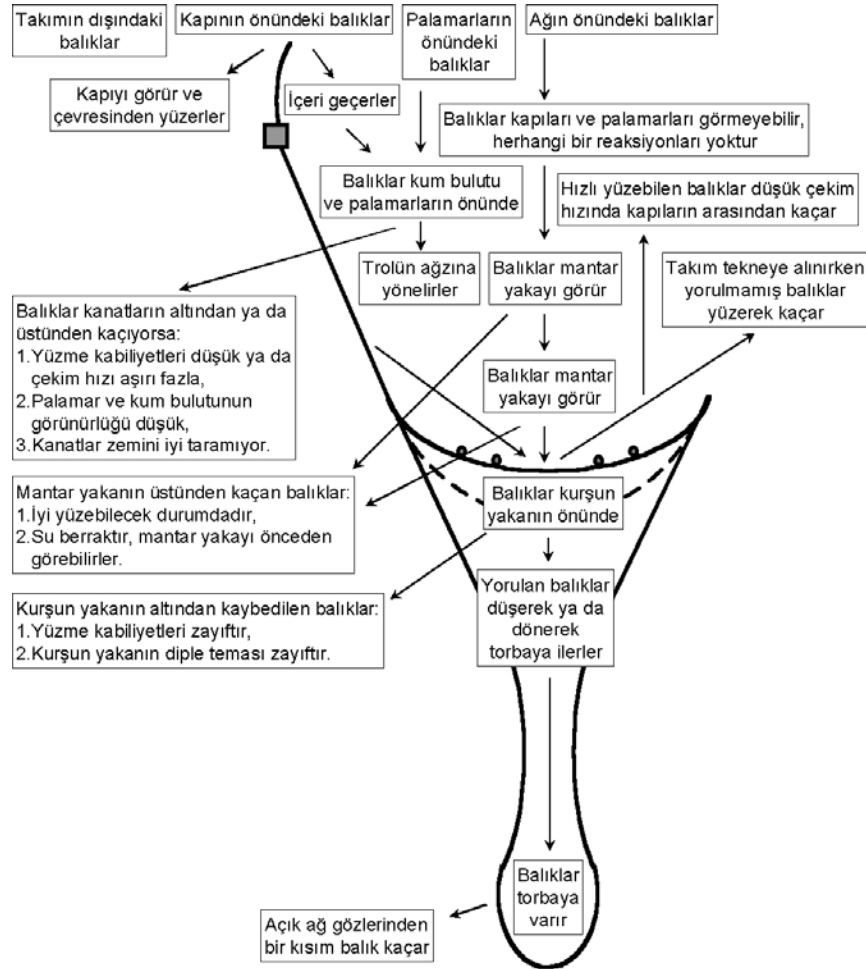 Takımın dışındaki
balıklar
Kapının önündeki balıklar
Palamarların
önündeki
balıklar
Ağın önündeki balıklar
Kapıyı görür ve
çevresinden yüzerler
İçeri geçerler
Balıklar kapıları ve palamarları görmeyebilir,
herhangi bir reaksiyonları yoktur
Balıklar kum bulutu
ve palamarların önünde
Hızlı yüzebilen balıklar düşük çekim
hızında kapıların arasından kaçar
Trolün ağzına
yönelirler
Balıklar mantar
yakayı görür
Takım tekneye alınırken
yorulmamış balıklar
yüzerek kaçar
Balıklar kanatların altından ya da
üstünden kaçıyorsa:
1.Yüzme kabiliyetleri düşük ya da
çekim hızı aşırı fazla,
2.Palamar ve kum bulutunun
görünürlüğü düşük,
3.Kanatlar zemini iyi taramıyor.
Balıklar mantar
yakayı görür
Mantar yakanın üstünden kaçan balıklar:
1.İyi yüzebilecek durumdadır,
2.Su berraktır, mantar yakayı önceden
görebilirler.
Balıklar kurşun
yakanın önünde
Kurşun yakanın altından kaybedilen balıklar:
1.Yüzme kabiliyetleri zayıftır,
2.Kurşun yakanın diple teması zayıftır.
Yorulan balıklar
düşerek ya da
dönerek
torbaya ilerler
Balıklar
torbaya
varır
Açık ağ gözlerinden
bir kısım balık kaçar